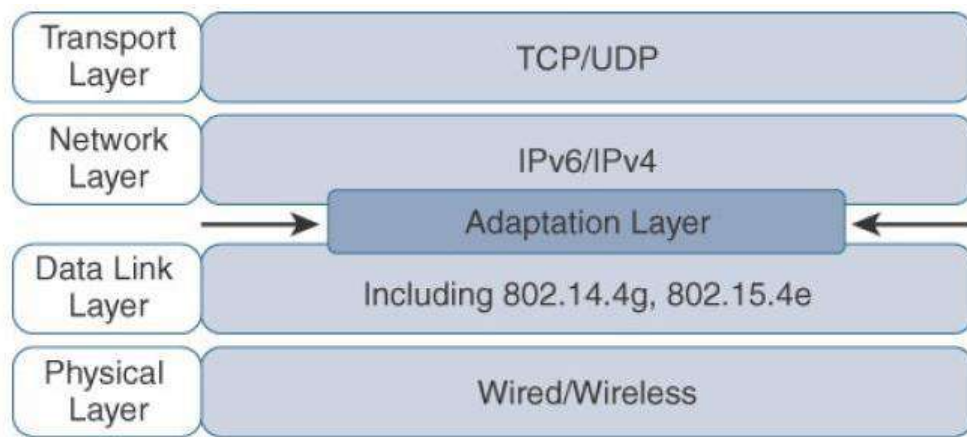 Transport
Layer
TCP/UDP
Network
Layer
IPv6/IPv4
Adaptation Layer
Data Link
Layer
Including 802.14.4g, 802.15.4e
Physical
Layer
Wired/Wireless